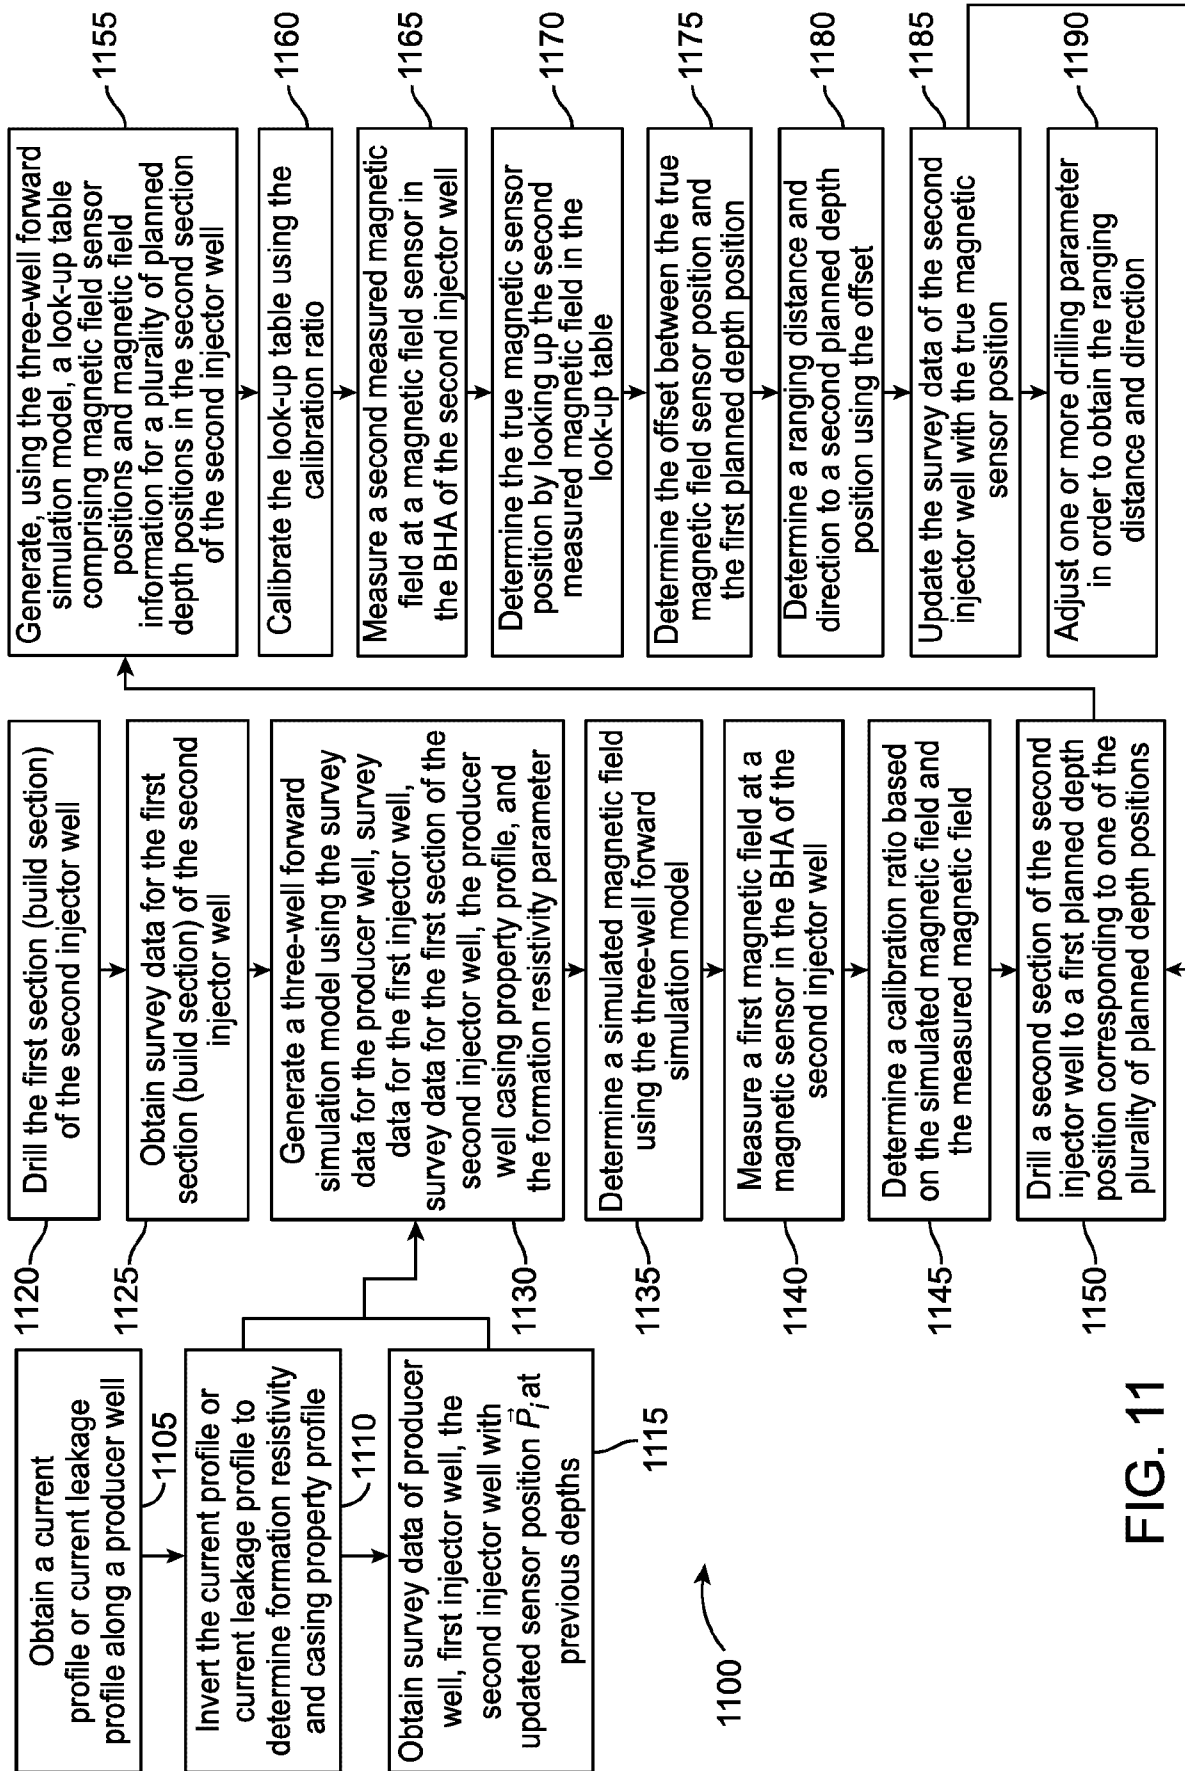 Obtain a current
profile or current leakage
profile along a producer well
1105
Invert the current profile or
current leakage profile to
determine formation resistivity
and casing property profile
1110
Obtain survey data of producer
well, first injector well, the
second injector well with
updated sensor position P⃗i at
previous depths
1115
1100
1120
Drill the first section (build section)
of the second injector well
1125
Obtain survey data for the first
section (build section) of the second
injector well
Generate a three-well forward
simulation model using the survey
data for the producer well, survey
data for the first injector well,
survey data for the first section of the
second injector well, the producer
well casing property profile, and
the formation resistivity parameter
1130
Determine a simulated magnetic field
using the three-well forward
simulation model
1135
Measure a first magnetic field at a
magnetic sensor in the BHA of the
second injector well
1140
Determine a calibration ratio based
on the simulated magnetic field and
the measured magnetic field
1145
Drill a second section of the second
injector well to a first planned depth
position corresponding to one of the
plurality of planned depth positions
1150
Generate, using the three-well forward
simulation model, a look-up table
comprising magnetic field sensor
positions and magnetic field
information for a plurality of planned
depth positions in the second section
of the second injector well
1155
Calibrate the look-up table using the
calibration ratio
1160
Measure a second measured magnetic
field at a magnetic field sensor in
the BHA of the second injector well
1165
Determine the true magnetic sensor
position by looking up the second
measured magnetic field in the
look-up table
1170
Determine the offset between the true
magnetic field sensor position and
the first planned depth position
1175
Determine a ranging distance and
direction to a second planned depth
position using the offset
1180
Update the survey data of the second
injector well with the true magnetic
sensor position
1185
Adjust one or more drilling parameter
in order to obtain the ranging
distance and direction
1190
FIG. 11